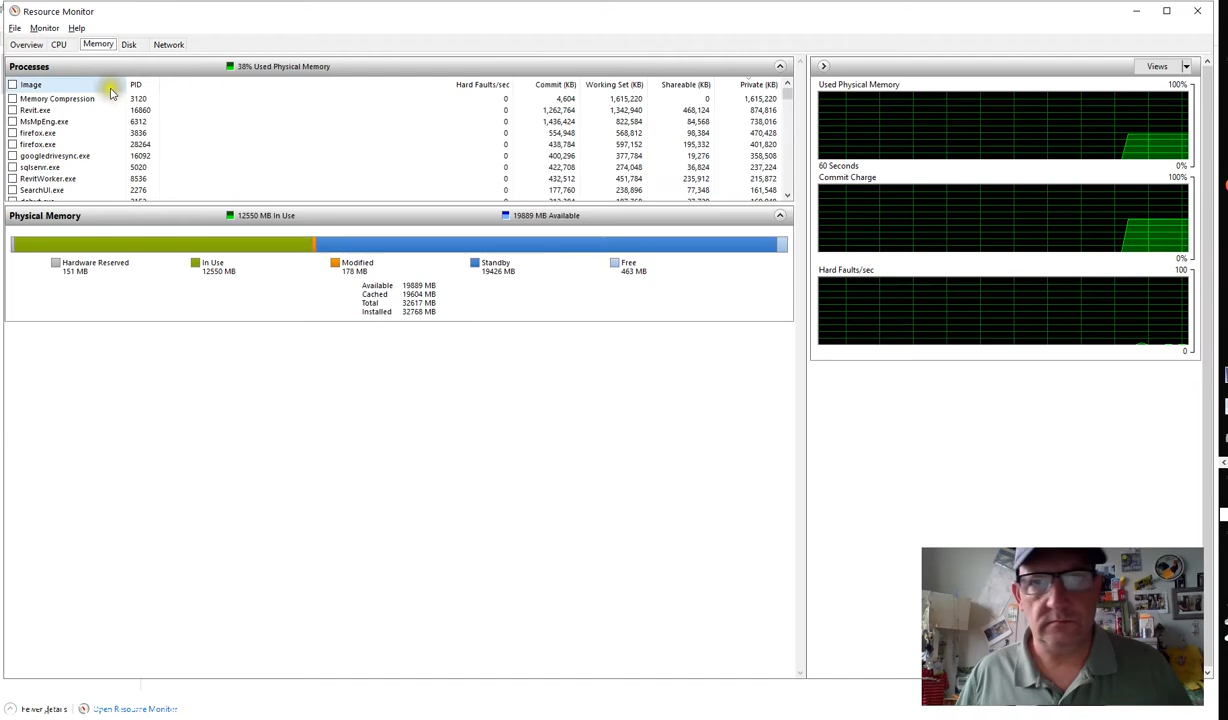 Resource Monitor
File Monitor Help
Overview CPU Memory Disk Network
Processes 38% Used Physical Memory
Image PID Hard Faults/sec Commit (KB) Working Set (KB) Shareable (KB) Private (KB)
Memory Compression 3120 0 4,604 1,615,220 0 1,615,220
Revit.exe 16860 0 1,262,764 1,342,940 468,124 874,816
MsMpEng.exe 6312 0 1,436,424 822,584 84,568 738,016
firefox.exe 3836 0 554,948 568,812 98,384 470,428
firefox.exe 28264 0 438,784 597,152 195,332 401,820
googledrivesync.exe 16092 0 400,296 377,784 19,276 358,508
sqlservr.exe 5020 0 422,708 274,048 36,824 237,224
RevitWorker.exe 8536 0 432,512 451,784 235,912 215,872
SearchUI.exe 2276 0 177,760 238,896 77,348 161,548
Physical Memory 12550 MB In Use 19889 MB Available
Hardware Reserved In Use Modified Standby Free
151 MB 12550 MB 178 MB 19426 MB 463 MB
Available 19889 MB
Cached 19604 MB
Total 32617 MB
Installed 32768 MB
Views
Used Physical Memory 100%
60 Seconds 0%
Commit Charge 100%
0%
Hard Faults/sec 100
0
Fewer details Open Resource Monitor